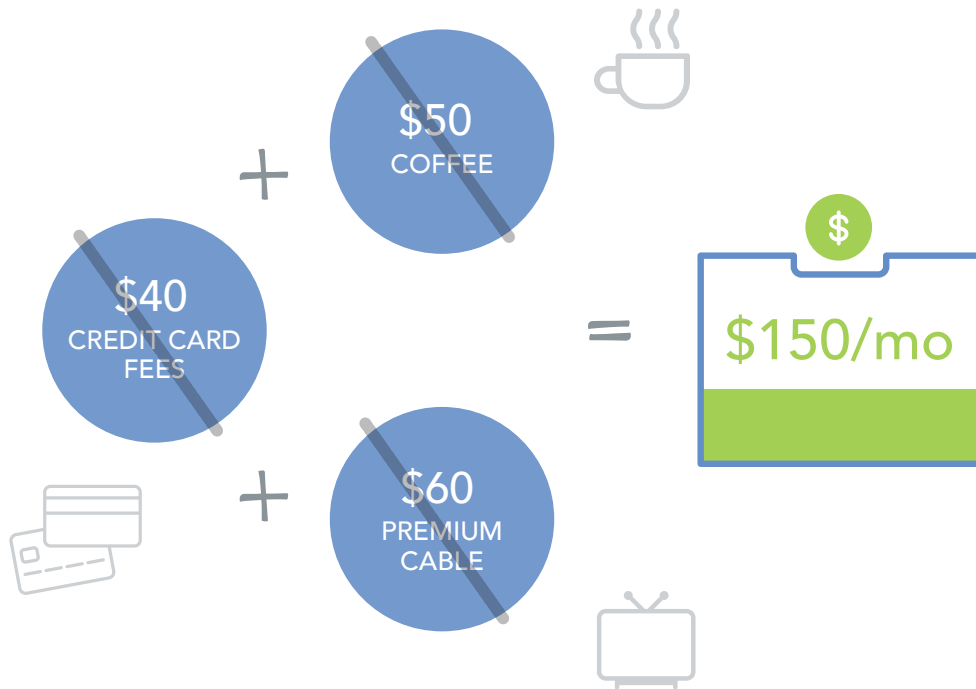 $50
COFFEE
+
$40
CREDIT CARD
FEES
+
$60
PREMIUM
CABLE
=
$
$150/mo